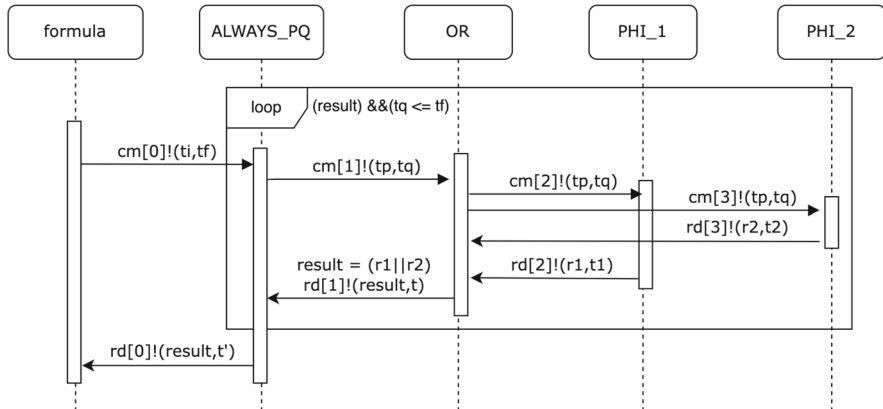 formula
ALWAYS_PQ
OR
PHI_1
PHI_2
loop
(result) &&(tq <= tf)
cm[0]!(ti,tf)
cm[1]!(tp,tq)
cm[2]!(tp,tq)
cm[3]!(tp,tq)
rd[3]!(r2,t2)
result = (r1||r2)
rd[2]!(r1,t1)
rd[1]!(result,t)
rd[0]!(result,t')